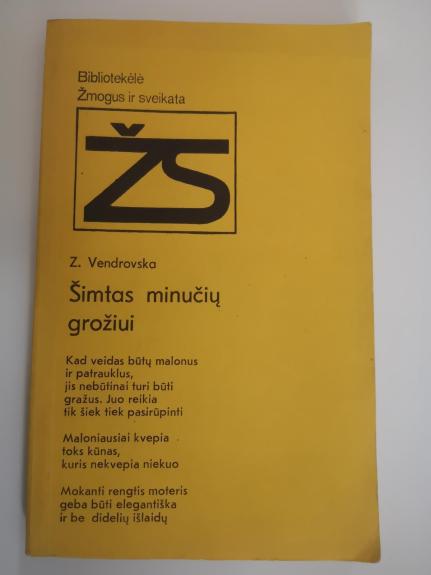 Bibliotekėlė
Žmogus ir sveikata
ŽS
Z. Vendrovska
Šimtas minučių
grožiui
Kad veidas būtų malonus
ir patrauklus,
jis nebūtinai turi būti
gražus. Juo reikia
tik šiek tiek pasirūpinti
Maloniausiai kvepia
toks kūnas,
kuris nekvepia niekuo
Mokanti rengtis moteris
geba būti elegantiška
ir be didelių išlaidų